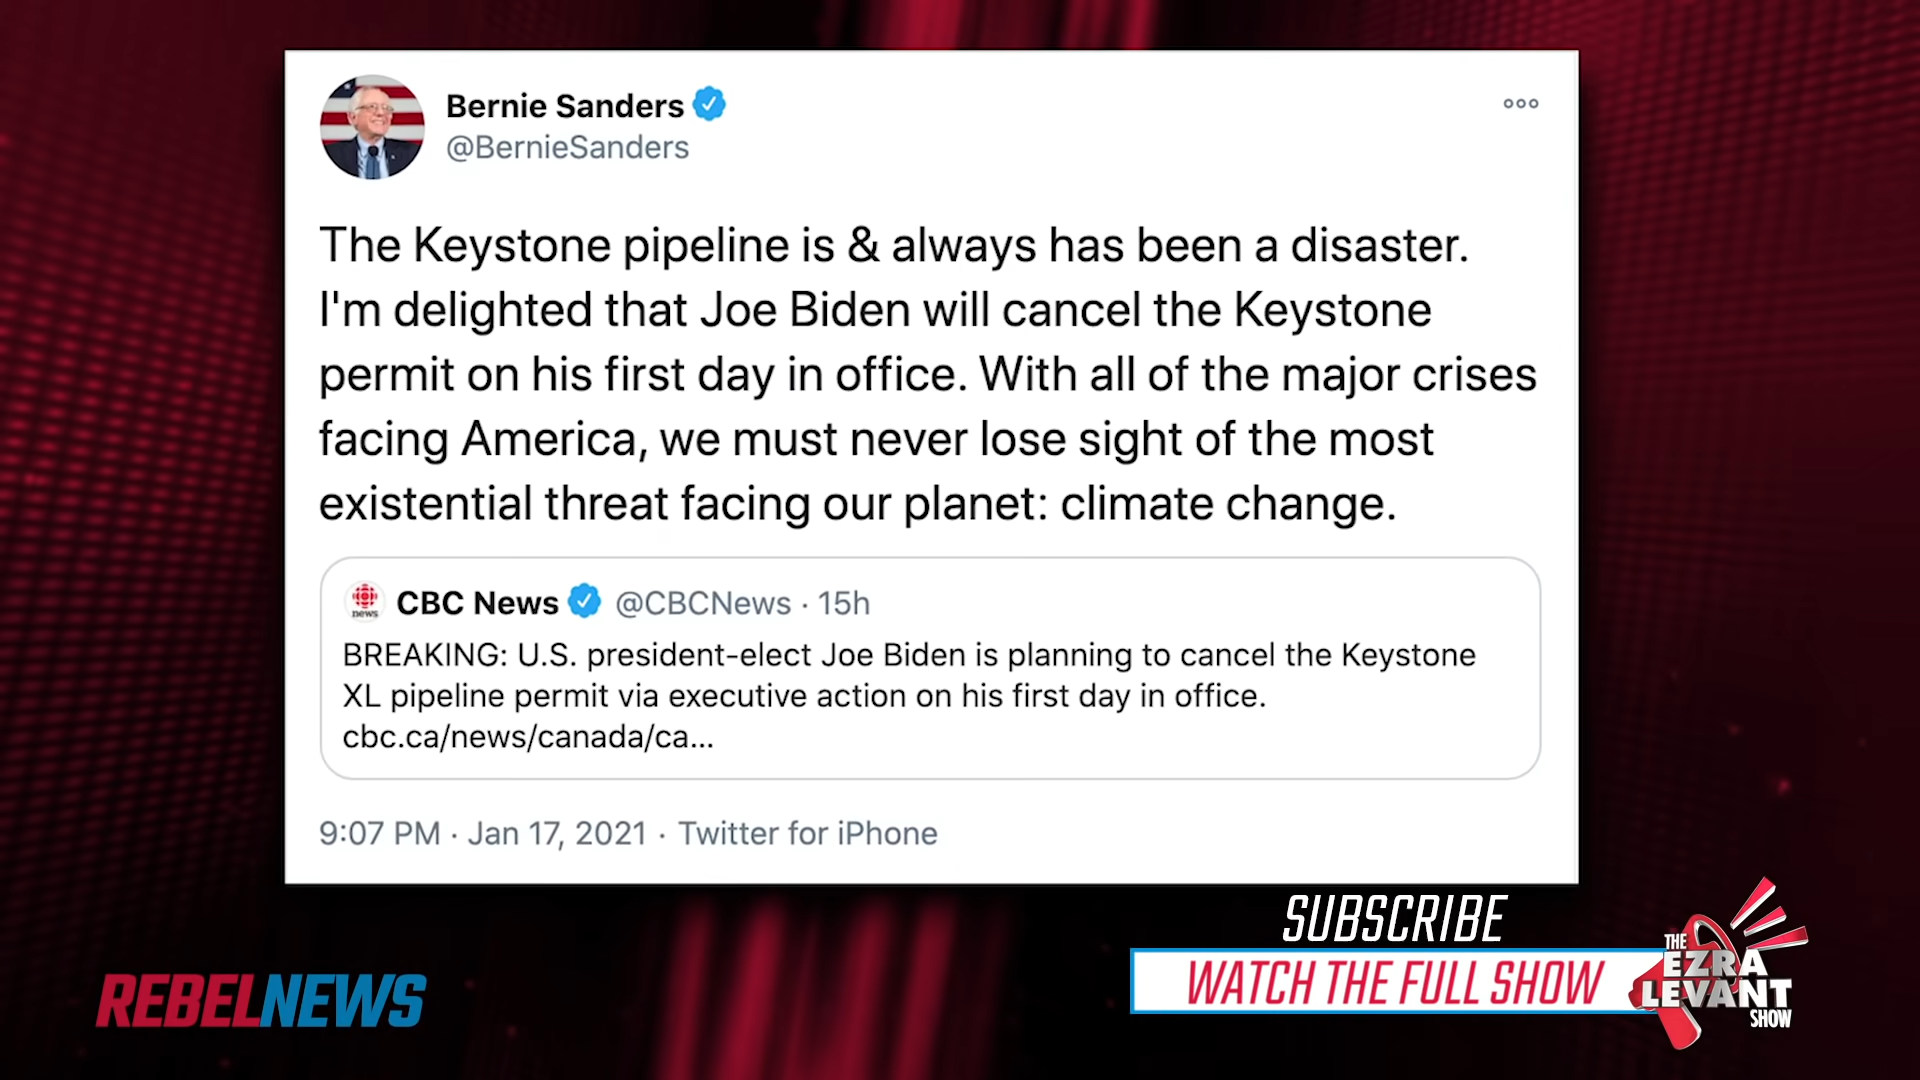 Bernie Sanders
@BernieSanders
The Keystone pipeline is & always has been a disaster.
I'm delighted that Joe Biden will cancel the Keystone
permit on his first day in office. With all of the major crises
facing America, we must never lose sight of the most
existential threat facing our planet: climate change.
news
CBC News @CBCNews · 15h
BREAKING: U.S. president-elect Joe Biden is planning to cancel the Keystone
XL pipeline permit via executive action on his first day in office.
cbc.ca/news/canada/ca...
9:07 PM · Jan 17, 2021 · Twitter for iPhone
SUBSCRIBE
WATCH THE FULL SHOW
THE
EZRA
LEVANT
SHOW
REBELNEWS